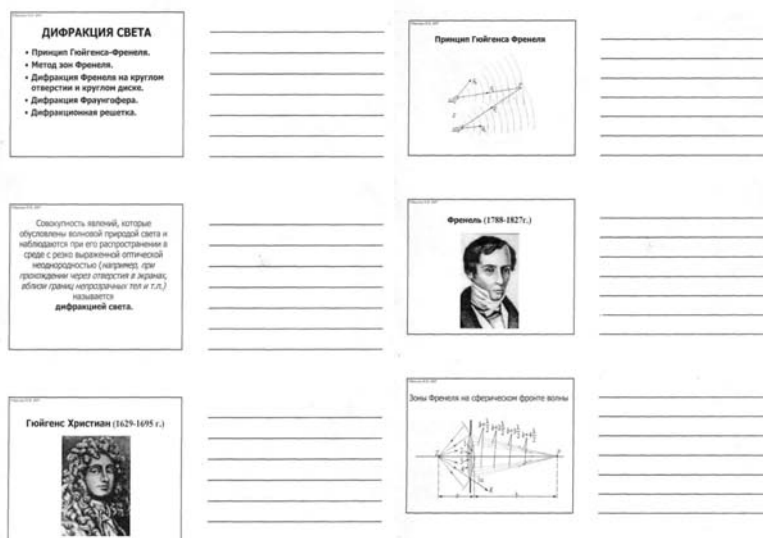 ДИФРАКЦИЯ СВЕТА
• Принцип Гюйгенса-Френеля.
• Метод зон Френеля.
• Дифракция Френеля на круглом
отверстии и круглом диске.
• Дифракция Фраунгофера.
• Дифракционная решетка.
Совокупность явлений, которые
обусловлены волновой природой света и
наблюдаются при его распространении в
среде с резко выраженной оптической
неоднородностью (например, при
прохождении через отверстия в экранах,
вблизи границ непрозрачных тел и т.п.)
называется
дифракцией света.
Гюйгенс Христиан (1629-1695 г.)
Принцип Гюйгенса Френеля
Френель (1788-1827г.)
Зоны Френеля на сферическом фронте волны